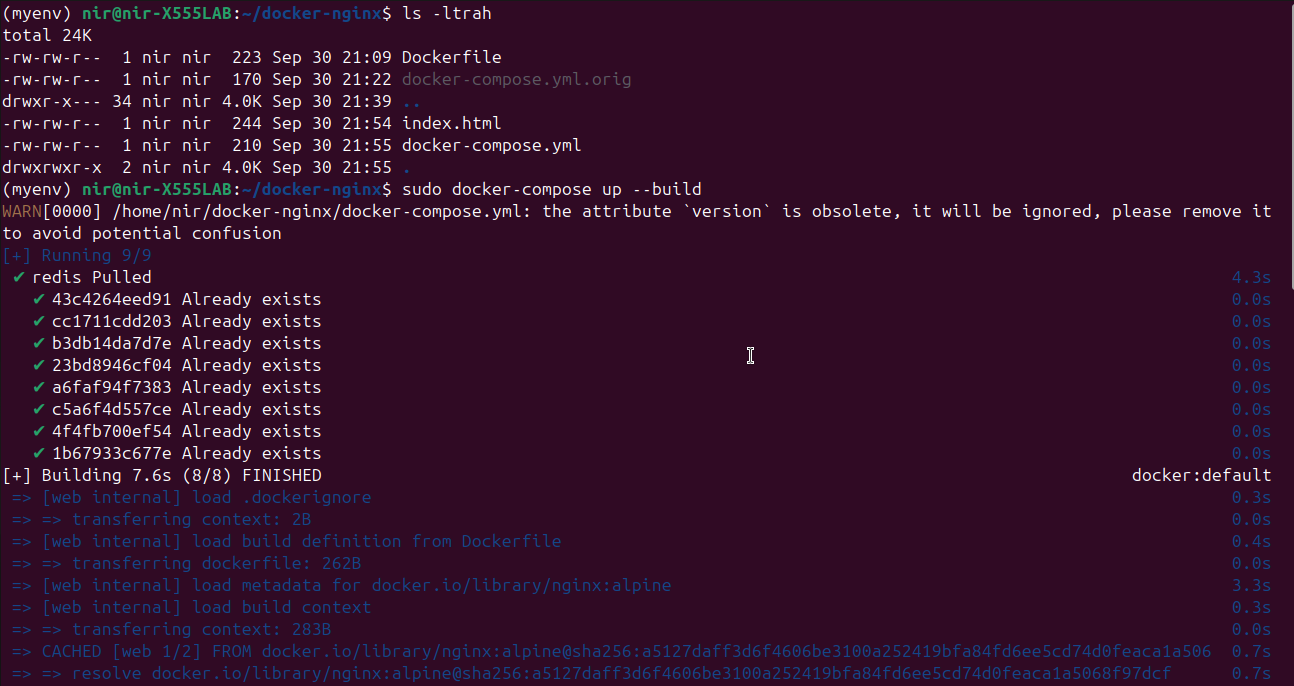 (myenv) nir@nir-X555LAB:~/docker-nginx$ ls -ltrah
total 24K
-rw-rw-r--  1 nir nir  223 Sep 30 21:09 Dockerfile
-rw-rw-r--  1 nir nir  170 Sep 30 21:22 docker-compose.yml.orig
drwxr-x--- 34 nir nir 4.0K Sep 30 21:39 ..
-rw-rw-r--  1 nir nir  244 Sep 30 21:54 index.html
-rw-rw-r--  1 nir nir  210 Sep 30 21:55 docker-compose.yml
drwxrwxr-x  2 nir nir 4.0K Sep 30 21:55 .
(myenv) nir@nir-X555LAB:~/docker-nginx$ sudo docker-compose up --build
WARN[0000] /home/nir/docker-nginx/docker-compose.yml: the attribute `version` is obsolete, it will be ignored, please remove it
to avoid potential confusion
[+] Running 9/9
✔ redis Pulled 4.3s
✔ 43c4264eed91 Already exists 0.0s
✔ cc1711cdd203 Already exists 0.0s
✔ b3db14da7d7e Already exists 0.0s
✔ 23bd8946cf04 Already exists 0.0s
✔ a6faf94f7383 Already exists 0.0s
✔ c5a6f4d557ce Already exists 0.0s
✔ 4f4fb700ef54 Already exists 0.0s
✔ 1b67933c677e Already exists 0.0s
[+] Building 7.6s (8/8) FINISHED docker:default
=> [web internal] load .dockerignore 0.3s
=> => transferring context: 2B 0.0s
=> [web internal] load build definition from Dockerfile 0.4s
=> => transferring dockerfile: 262B 0.0s
=> [web internal] load metadata for docker.io/library/nginx:alpine 3.3s
=> [web internal] load build context 0.3s
=> => transferring context: 283B 0.0s
=> CACHED [web 1/2] FROM docker.io/library/nginx:alpine@sha256:a5127daff3d6f4606be3100a252419bfa84fd6ee5cd74d0feaca1a506 0.7s
=> => resolve docker.io/library/nginx:alpine@sha256:a5127daff3d6f4606be3100a252419bfa84fd6ee5cd74d0feaca1a5068f97dcf 0.7s